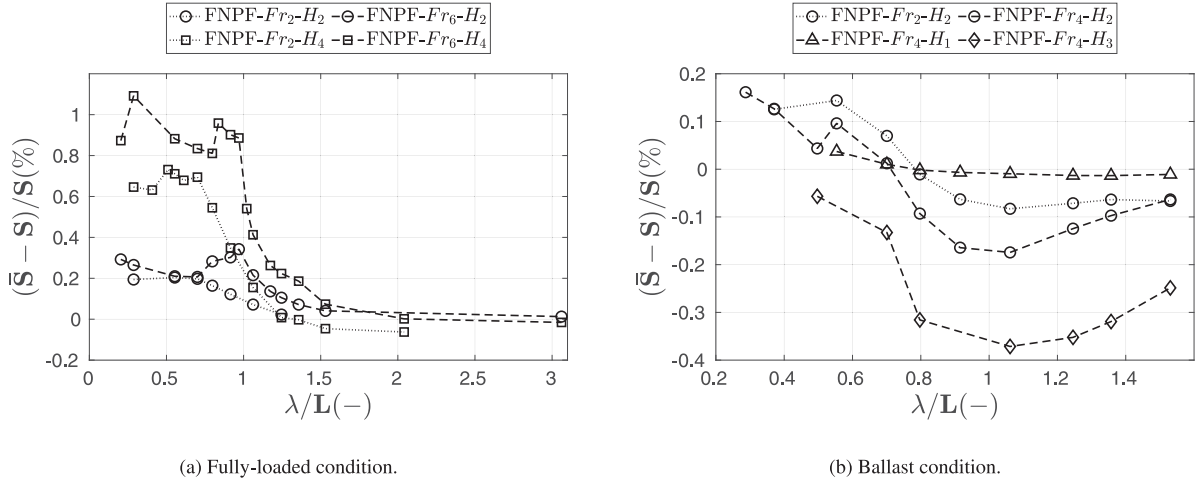 FNPF-Fr2-H2 FNPF-Fr6-H2
FNPF-Fr2-H4 FNPF-Fr6-H4
1
0.8
0.6
0.4
0.2
0
0.2
(S̄ − S)/S(%)
0 0.5 1 1.5 2 2.5 3
λ/L(−)
(a) Fully-loaded condition.
FNPF-Fr2-H2 FNPF-Fr4-H2
FNPF-Fr4-H1 FNPF-Fr4-H3
0.2
0.1
0
-0.1
-0.2
-0.3
-0.4
(S̄ − S)/S(%)
0.2 0.4 0.6 0.8 1 1.2 1.4
λ/L(−)
(b) Ballast condition.